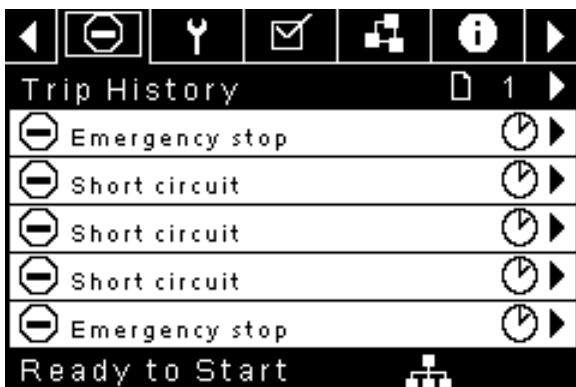 Trip History 1
Emergency stop
Short circuit
Short circuit
Short circuit
Emergency stop
Ready to Start